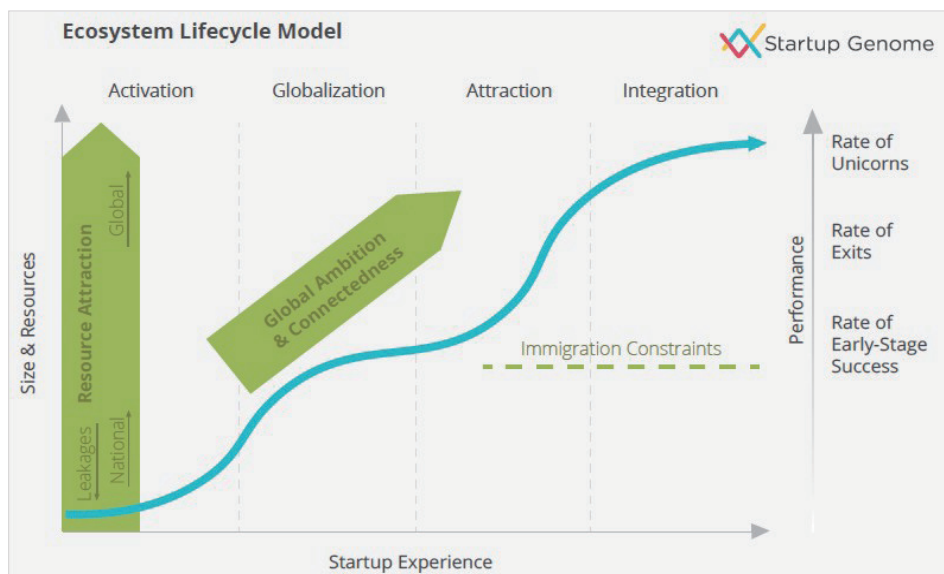 Ecosystem Lifecycle Model
Startup Genome
Activation
Globalization
Attraction
Integration
Size & Resources
Resource Attraction
Global
National
Leakages
Global Ambition
& Connectedness
Immigration Constraints
Performance
Rate of
Unicorns
Rate of
Exits
Rate of
Early-Stage
Success
Startup Experience